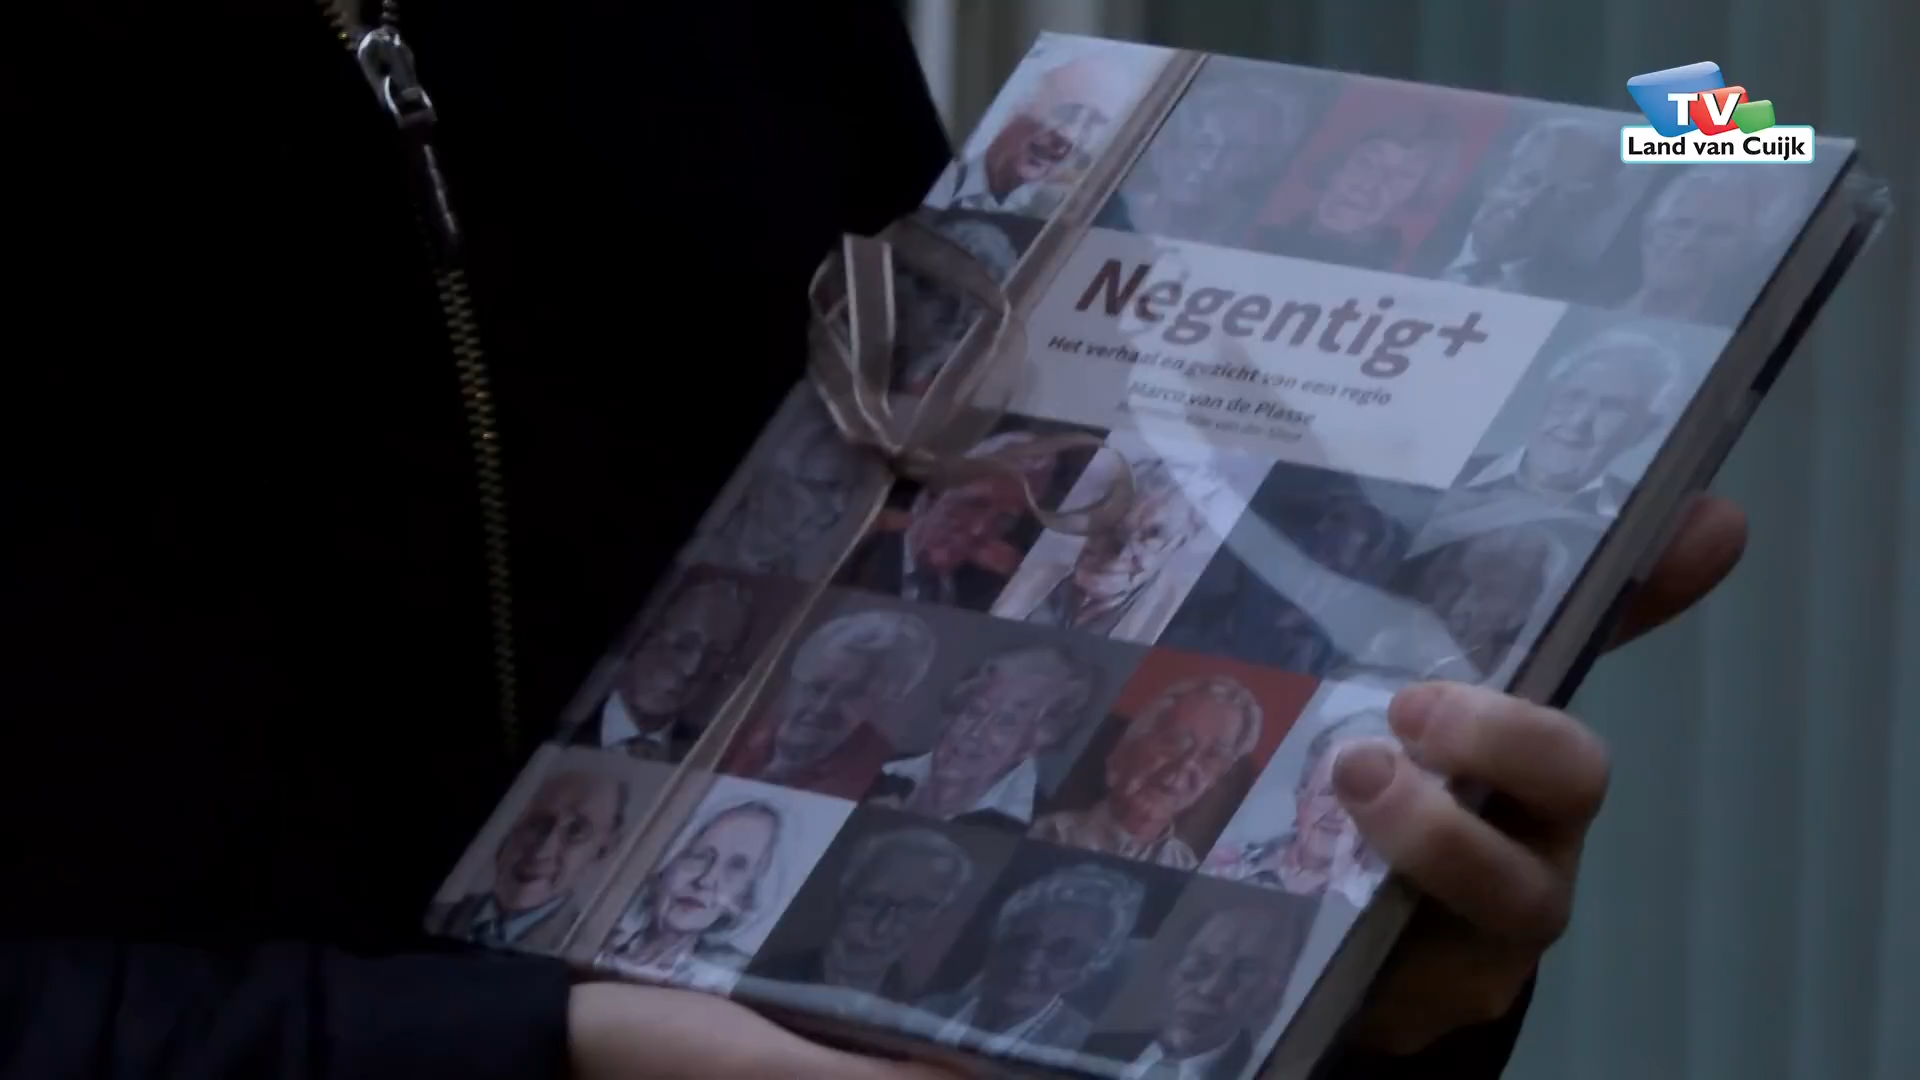 TV
Land van Cuijk
Negentig+
Het verhaal en gezicht van een regio
Marco van de Plasse